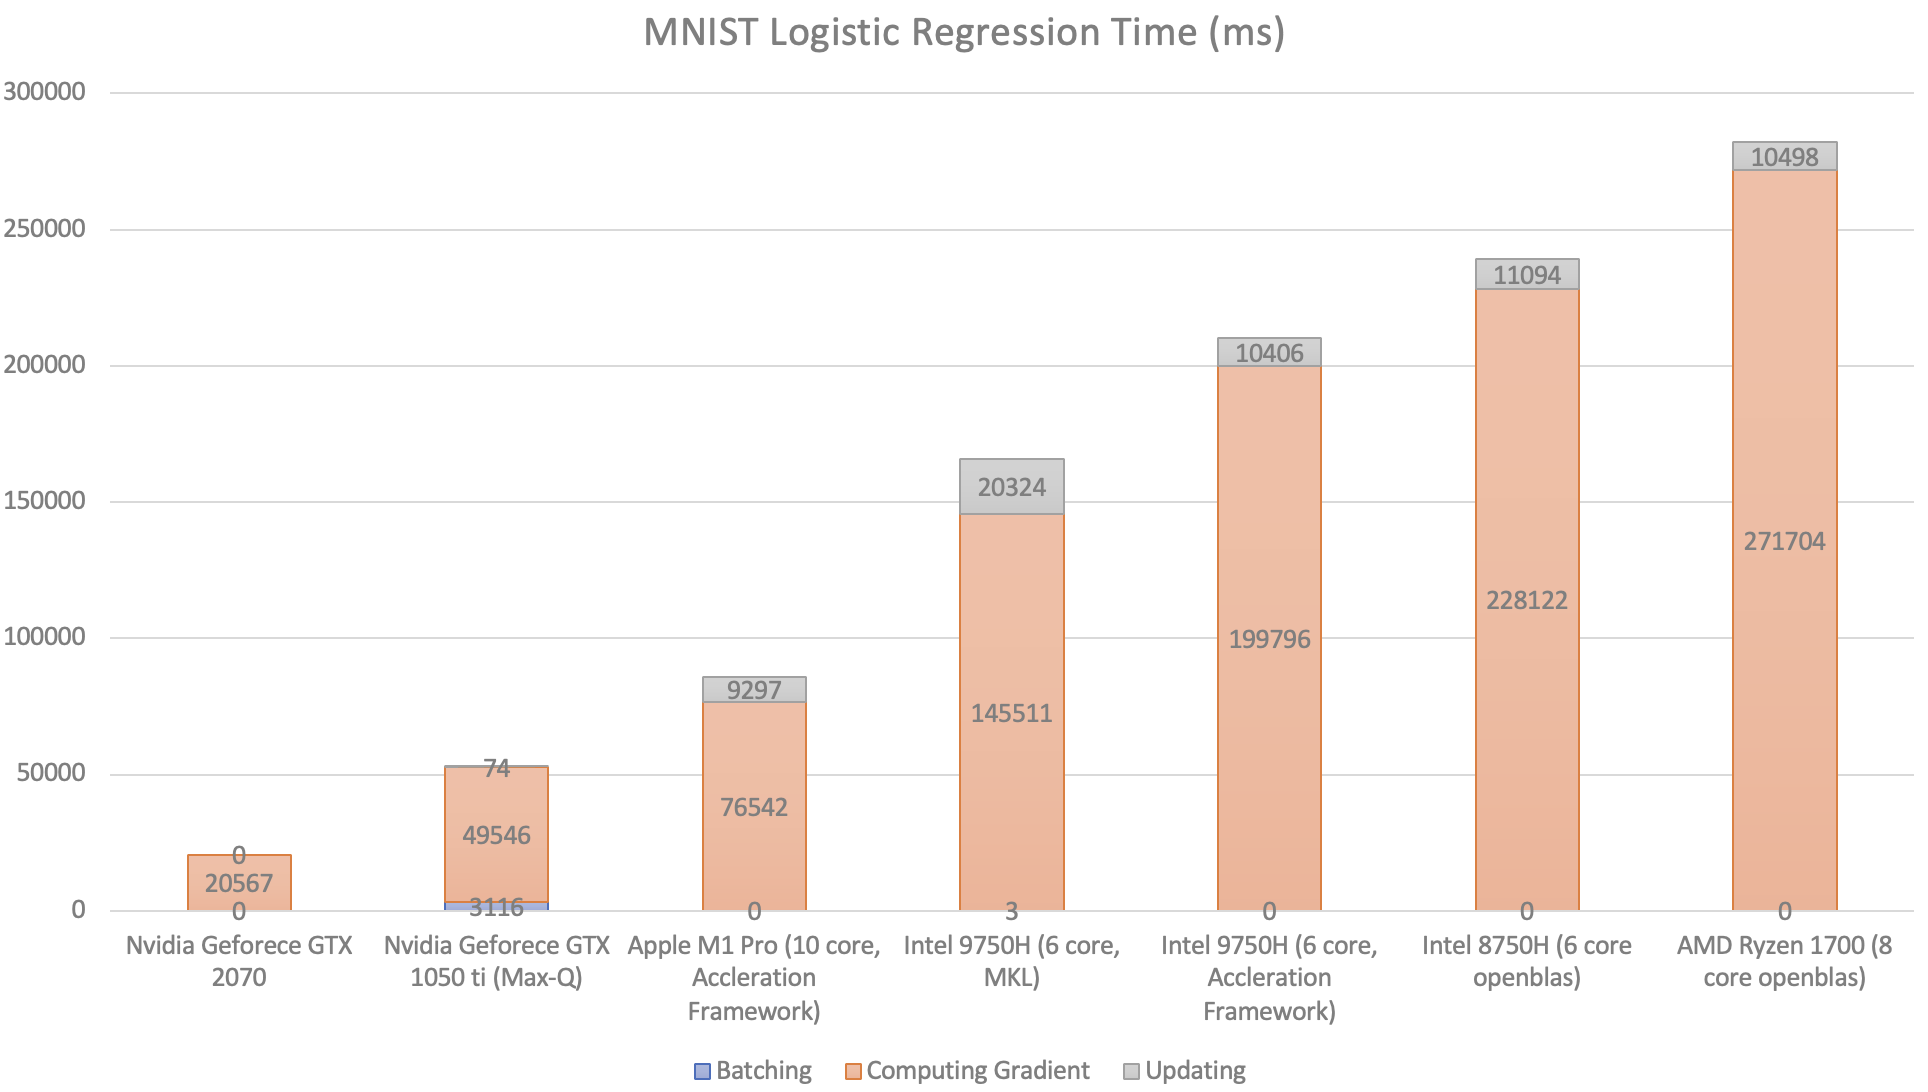 MNIST Logistic Regression Time (ms)
300000
250000
200000
150000
100000
50000
0
0
20567
0
74
49546
3116
9297
76542
0
20324
145511
3
10406
199796
0
11094
228122
0
10498
271704
0
Nvidia Geforece GTX
2070
Nvidia Geforece GTX
1050 ti (Max-Q)
Apple M1 Pro (10 core,
Accleration
Framework)
Intel 9750H (6 core,
MKL)
Intel 9750H (6 core,
Accleration
Framework)
Intel 8750H (6 core
openblas)
AMD Ryzen 1700 (8
core openblas)
Batching
Computing Gradient
Updating